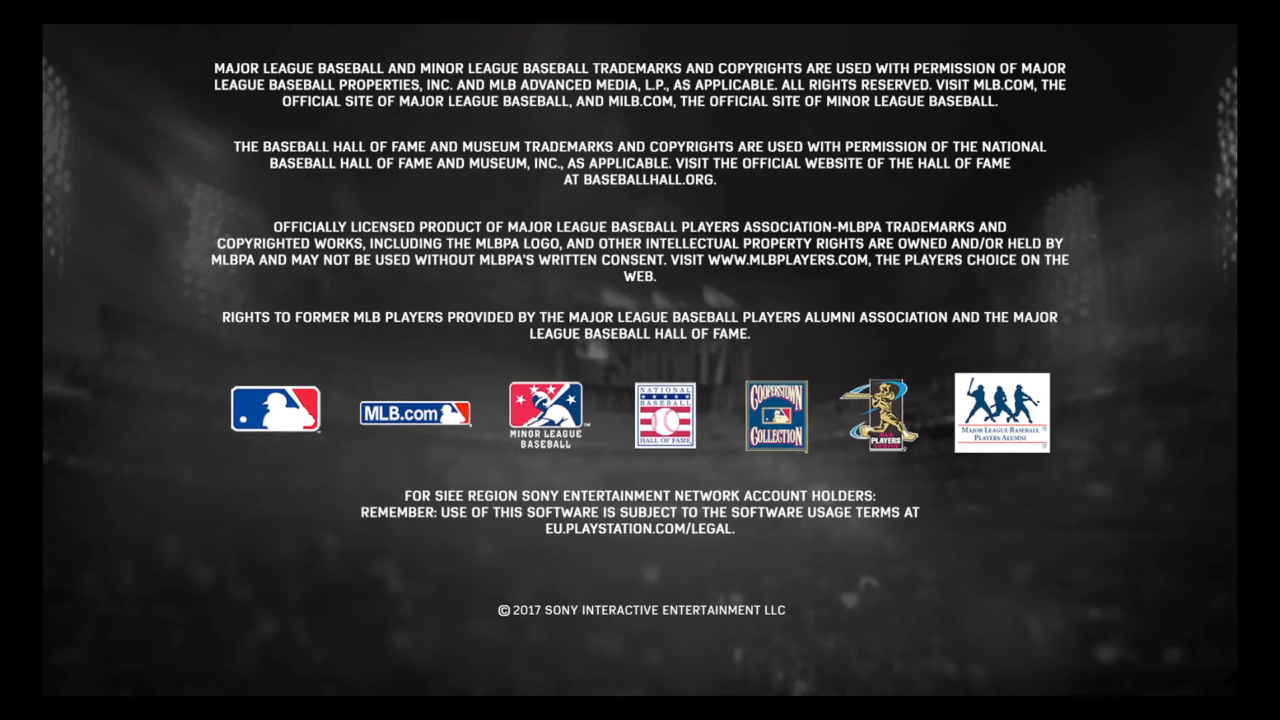 MAJOR LEAGUE BASEBALL AND MINOR LEAGUE BASEBALL TRADEMARKS AND COPYRIGHTS ARE USED WITH PERMISSION OF MAJOR
LEAGUE BASEBALL PROPERTIES, INC. AND MLB ADVANCED MEDIA, L.P., AS APPLICABLE. ALL RIGHTS RESERVED. VISIT MLB.COM, THE
OFFICIAL SITE OF MAJOR LEAGUE BASEBALL, AND MILB.COM, THE OFFICIAL SITE OF MINOR LEAGUE BASEBALL.
THE BASEBALL HALL OF FAME AND MUSEUM TRADEMARKS AND COPYRIGHTS ARE USED WITH PERMISSION OF THE NATIONAL
BASEBALL HALL OF FAME AND MUSEUM, INC., AS APPLICABLE. VISIT THE OFFICIAL WEBSITE OF THE HALL OF FAME
AT BASEBALLHALL.ORG.
OFFICIALLY LICENSED PRODUCT OF MAJOR LEAGUE BASEBALL PLAYERS ASSOCIATION-MLBPA TRADEMARKS AND
COPYRIGHTED WORKS, INCLUDING THE MLBPA LOGO, AND OTHER INTELLECTUAL PROPERTY RIGHTS ARE OWNED AND/OR HELD BY
MLBPA AND MAY NOT BE USED WITHOUT MLBPA'S WRITTEN CONSENT. VISIT WWW.MLBPLAYERS.COM, THE PLAYERS CHOICE ON THE
WEB.
RIGHTS TO FORMER MLB PLAYERS PROVIDED BY THE MAJOR LEAGUE BASEBALL PLAYERS ALUMNI ASSOCIATION AND THE MAJOR
LEAGUE BASEBALL HALL OF FAME.
MLB.com
MINOR LEAGUE
BASEBALL
NATIONAL
BASEBALL
HALL OF FAME
COOPERSTOWN
COLLECTION
PLAYERS
MAJOR LEAGUE BASEBALL
PLAYERS ALUMNI
FOR SIEE REGION SONY ENTERTAINMENT NETWORK ACCOUNT HOLDERS:
REMEMBER: USE OF THIS SOFTWARE IS SUBJECT TO THE SOFTWARE USAGE TERMS AT
EU.PLAYSTATION.COM/LEGAL.
© 2017 SONY INTERACTIVE ENTERTAINMENT LLC